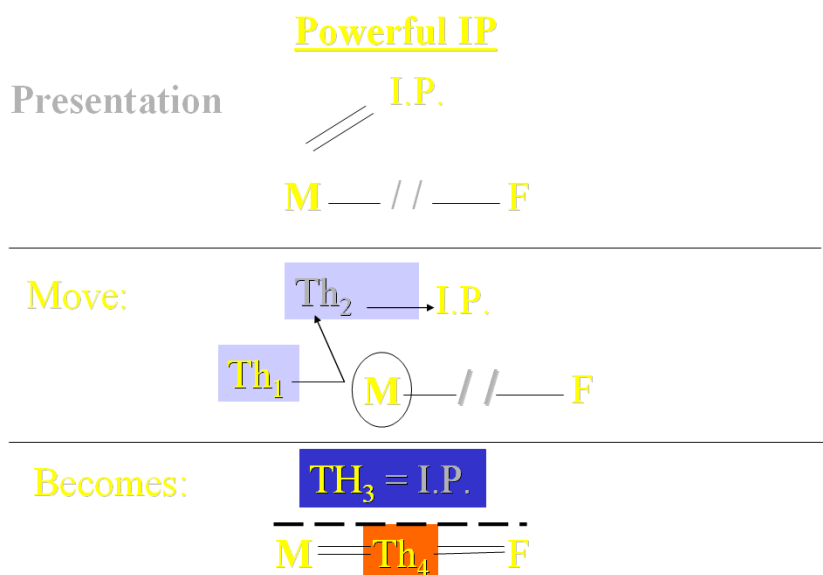 Powerful IP
Presentation
I.P.
M // F
Move:
Th₂ I.P.
Th₁
M // F
Becomes:
TH₃ = I.P.
M Th₄ F